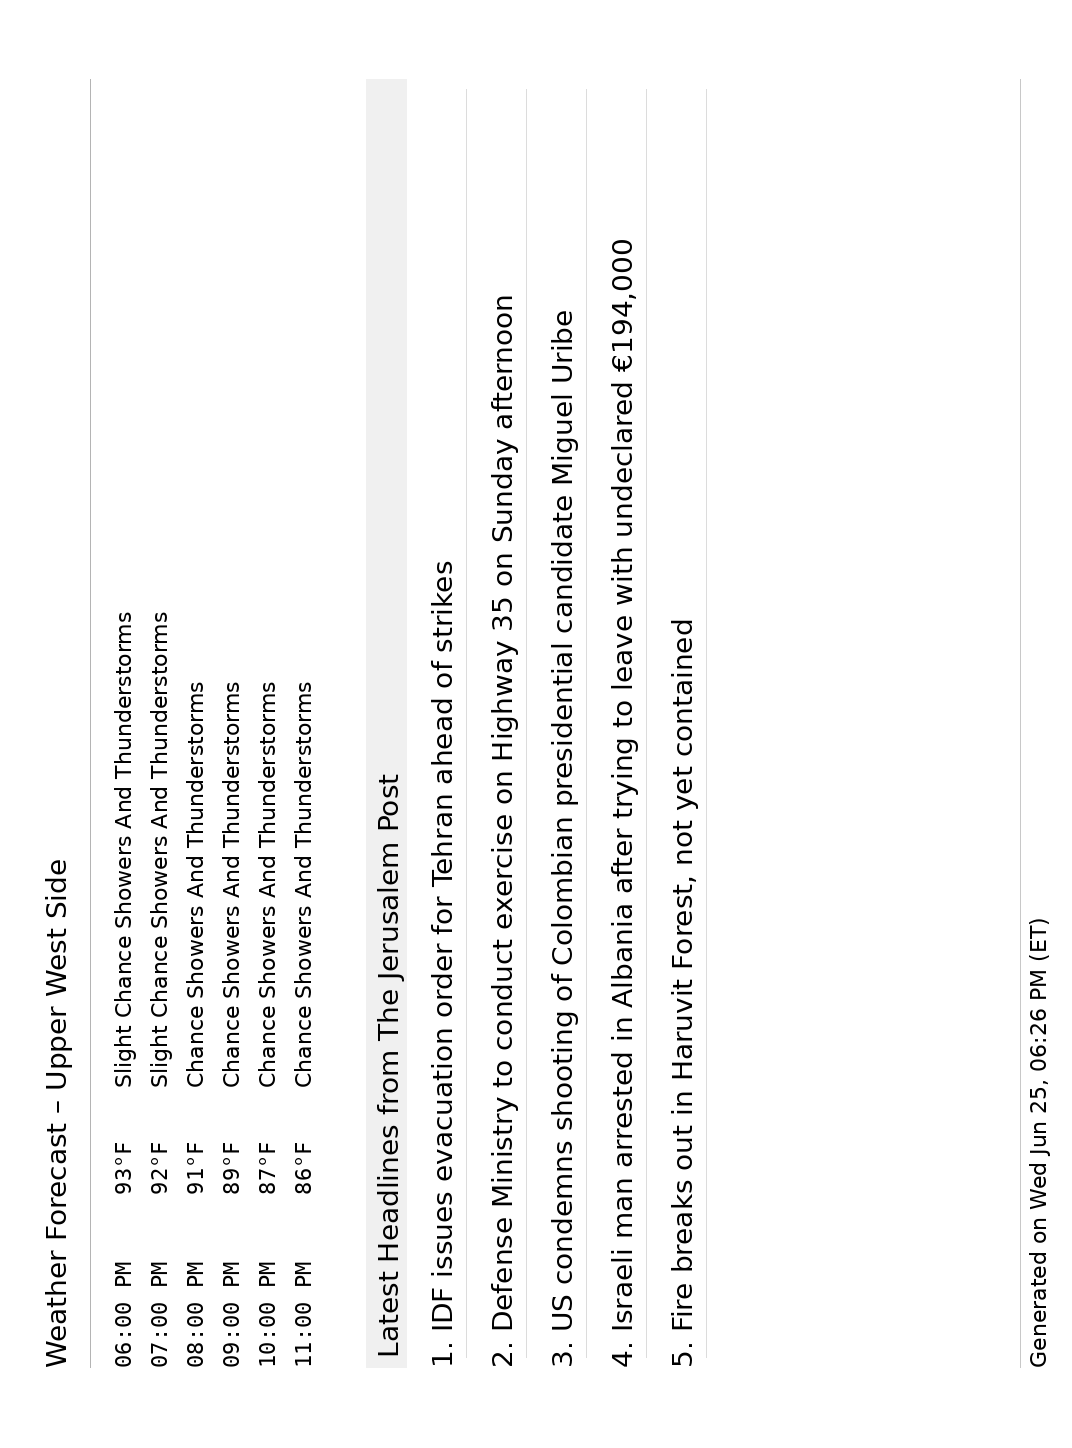 Weather Forecast – Upper West Side
06:00 PM 93°F Slight Chance Showers And Thunderstorms
07:00 PM 92°F Slight Chance Showers And Thunderstorms
08:00 PM 91°F Chance Showers And Thunderstorms
09:00 PM 89°F Chance Showers And Thunderstorms
10:00 PM 87°F Chance Showers And Thunderstorms
11:00 PM 86°F Chance Showers And Thunderstorms
Latest Headlines from The Jerusalem Post
1. IDF issues evacuation order for Tehran ahead of strikes
2. Defense Ministry to conduct exercise on Highway 35 on Sunday afternoon
3. US condemns shooting of Colombian presidential candidate Miguel Uribe
4. Israeli man arrested in Albania after trying to leave with undeclared €194,000
5. Fire breaks out in Haruvit Forest, not yet contained
Generated on Wed Jun 25, 06:26 PM (ET)